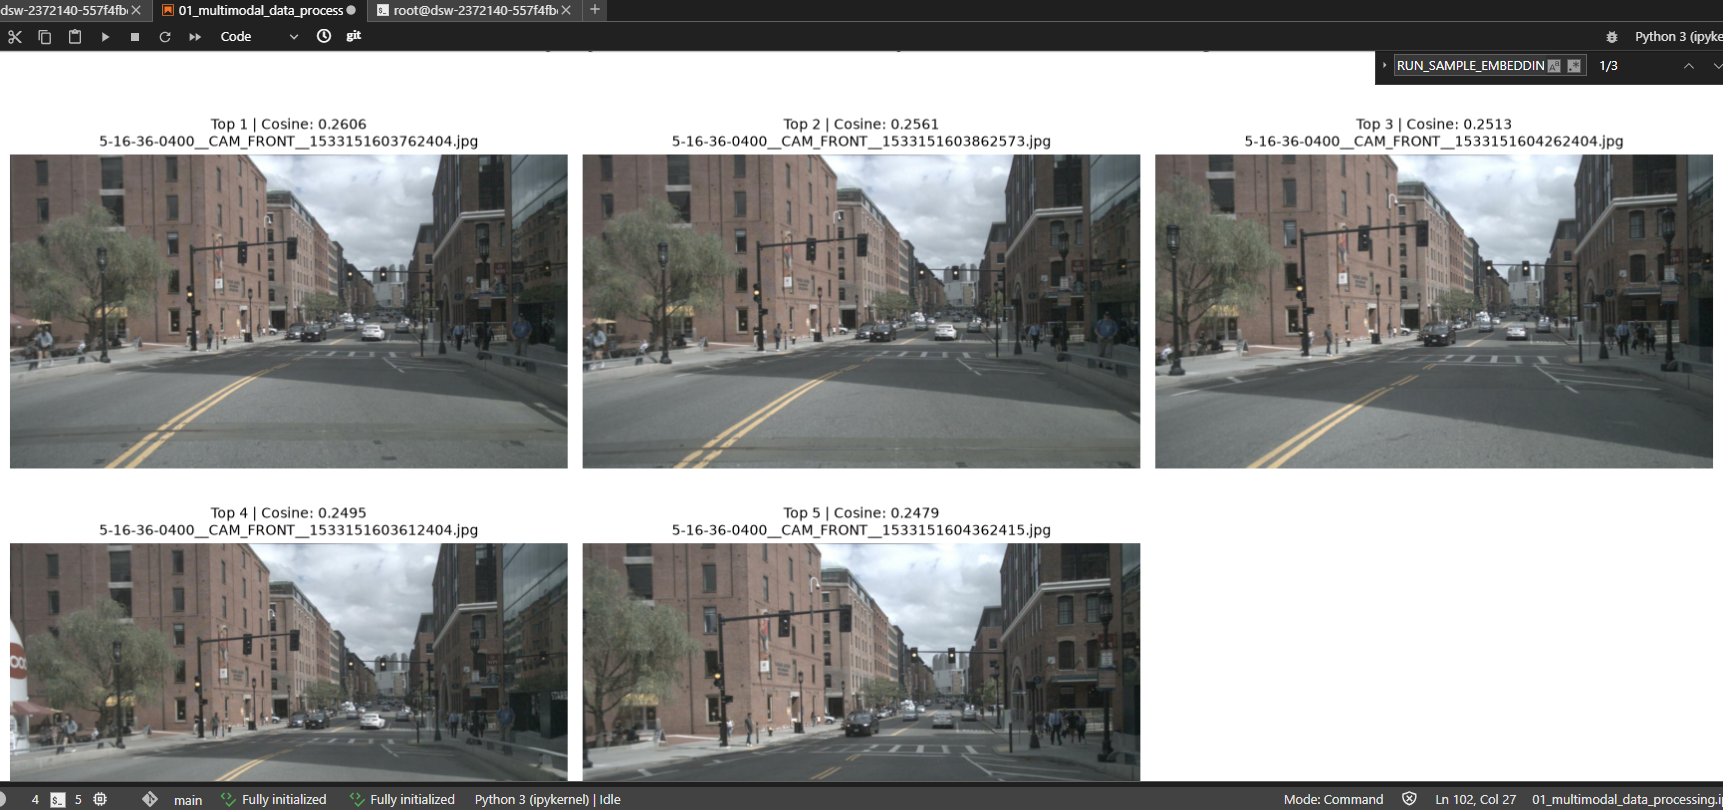 dsw-2372140-557f4fb
01_multimodal_data_process
root@dsw-2372140-557f4fb
Code
git
Python 3 (ipyke
RUN_SAMPLE_EMBEDDIN
1/3
Top 1 | Cosine: 0.2606
5-16-36-0400__CAM_FRONT__1533151603762404.jpg
Top 2 | Cosine: 0.2561
5-16-36-0400__CAM_FRONT__1533151603862573.jpg
Top 3 | Cosine: 0.2513
5-16-36-0400__CAM_FRONT__1533151604262404.jpg
Top 4 | Cosine: 0.2495
5-16-36-0400__CAM_FRONT__1533151603612404.jpg
Top 5 | Cosine: 0.2479
5-16-36-0400__CAM_FRONT__1533151604362415.jpg
4
5
main
Fully initialized
Fully initialized
Python 3 (ipykernel) | Idle
Mode: Command
Ln 102, Col 27
01_multimodal_data_processing.i